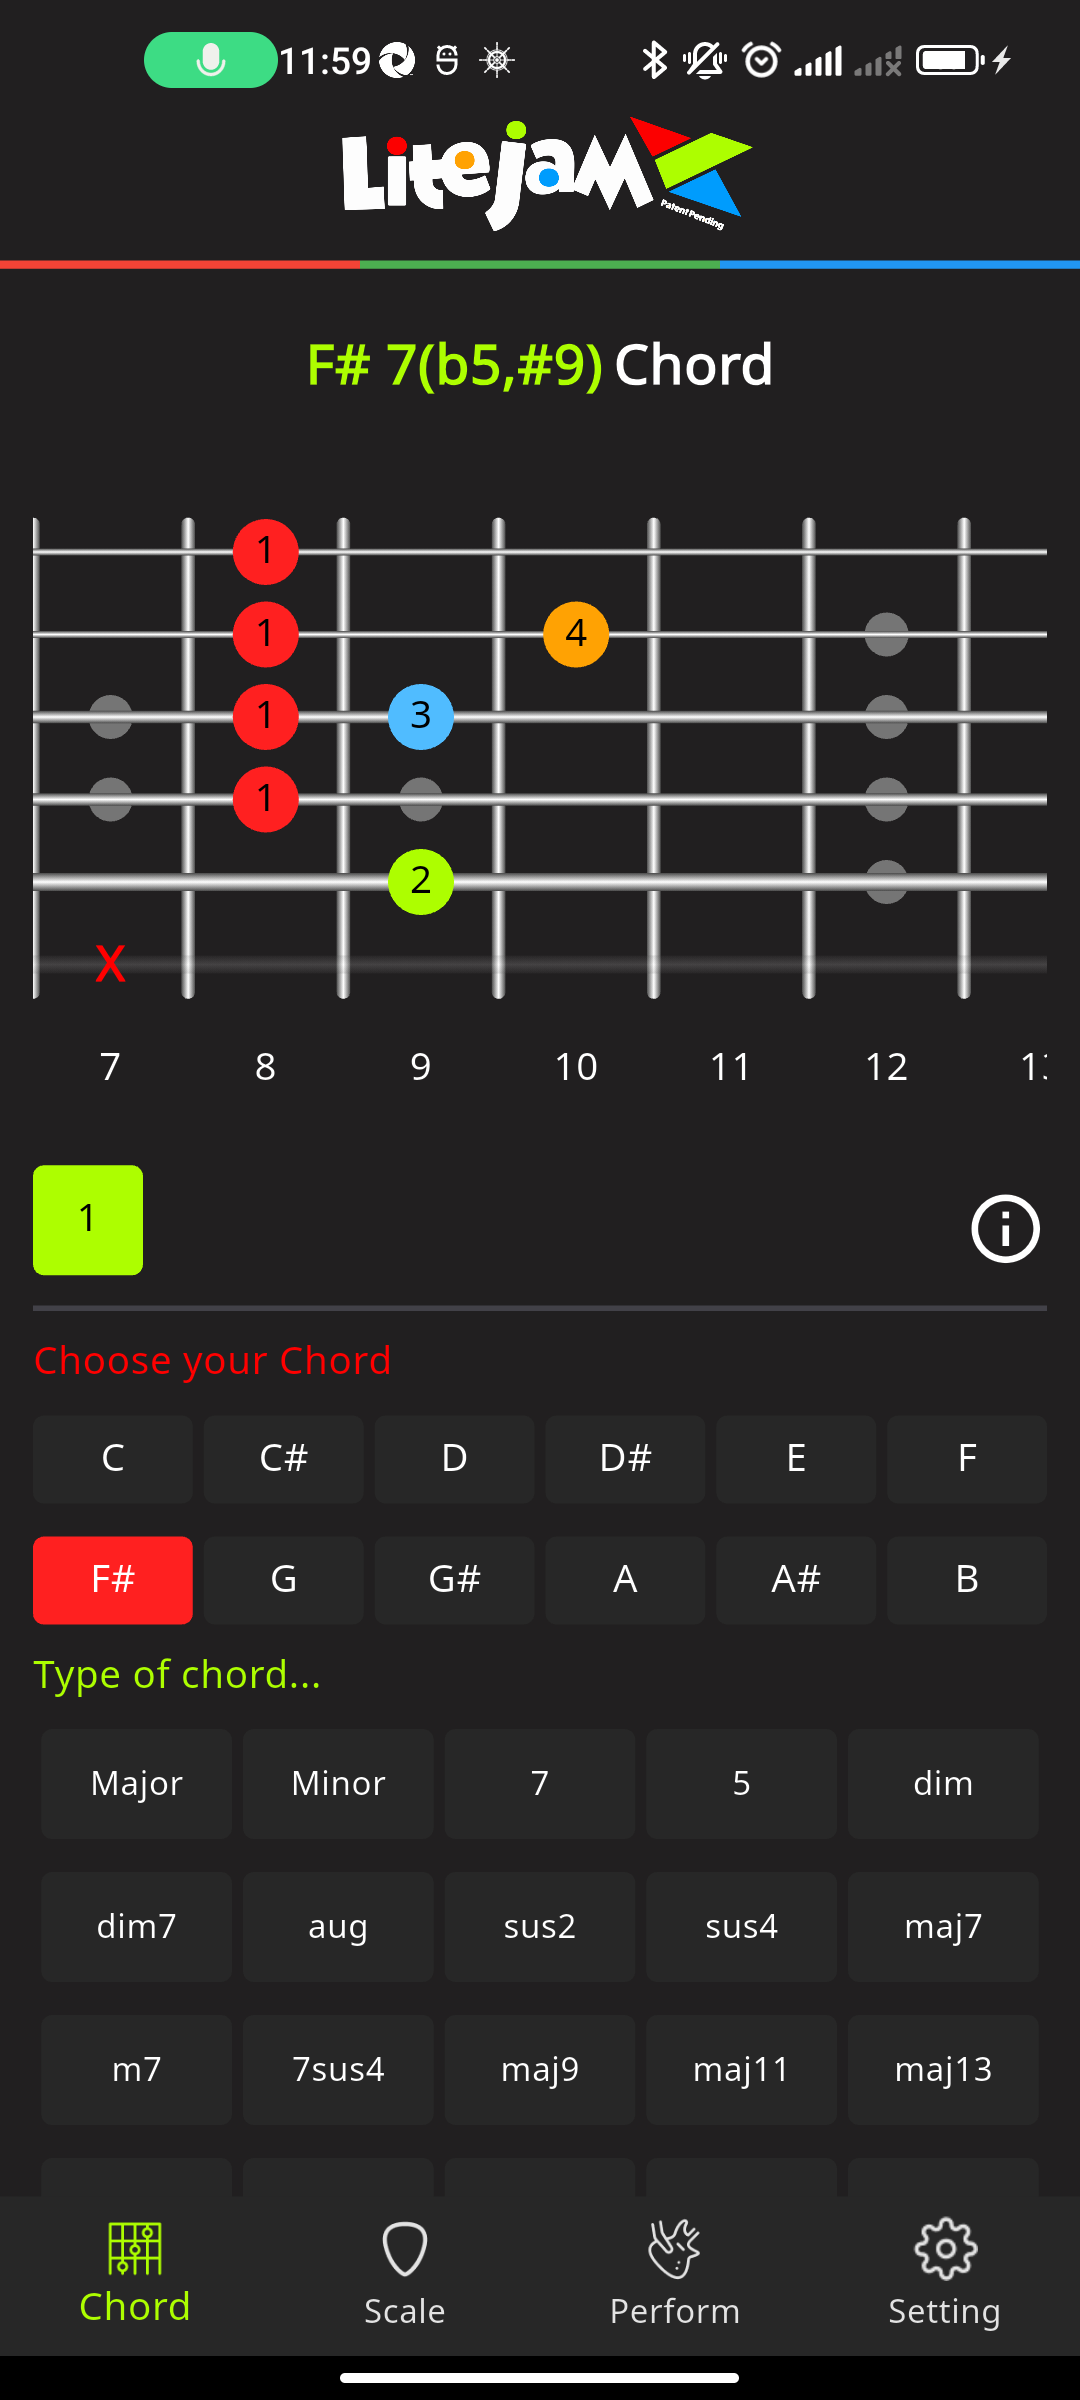 11:59
Litejam
Patent Pending
F# 7(b5,#9) Chord
1
1 4
1 3
1
2
X
7 8 9 10 11 12
1
Choose your Chord
C C# D D# E F
F# G G# A A# B
Type of chord...
Major Minor 7 5 dim
dim7 aug sus2 sus4 maj7
m7 7sus4 maj9 maj11 maj13
Chord Scale Perform Setting